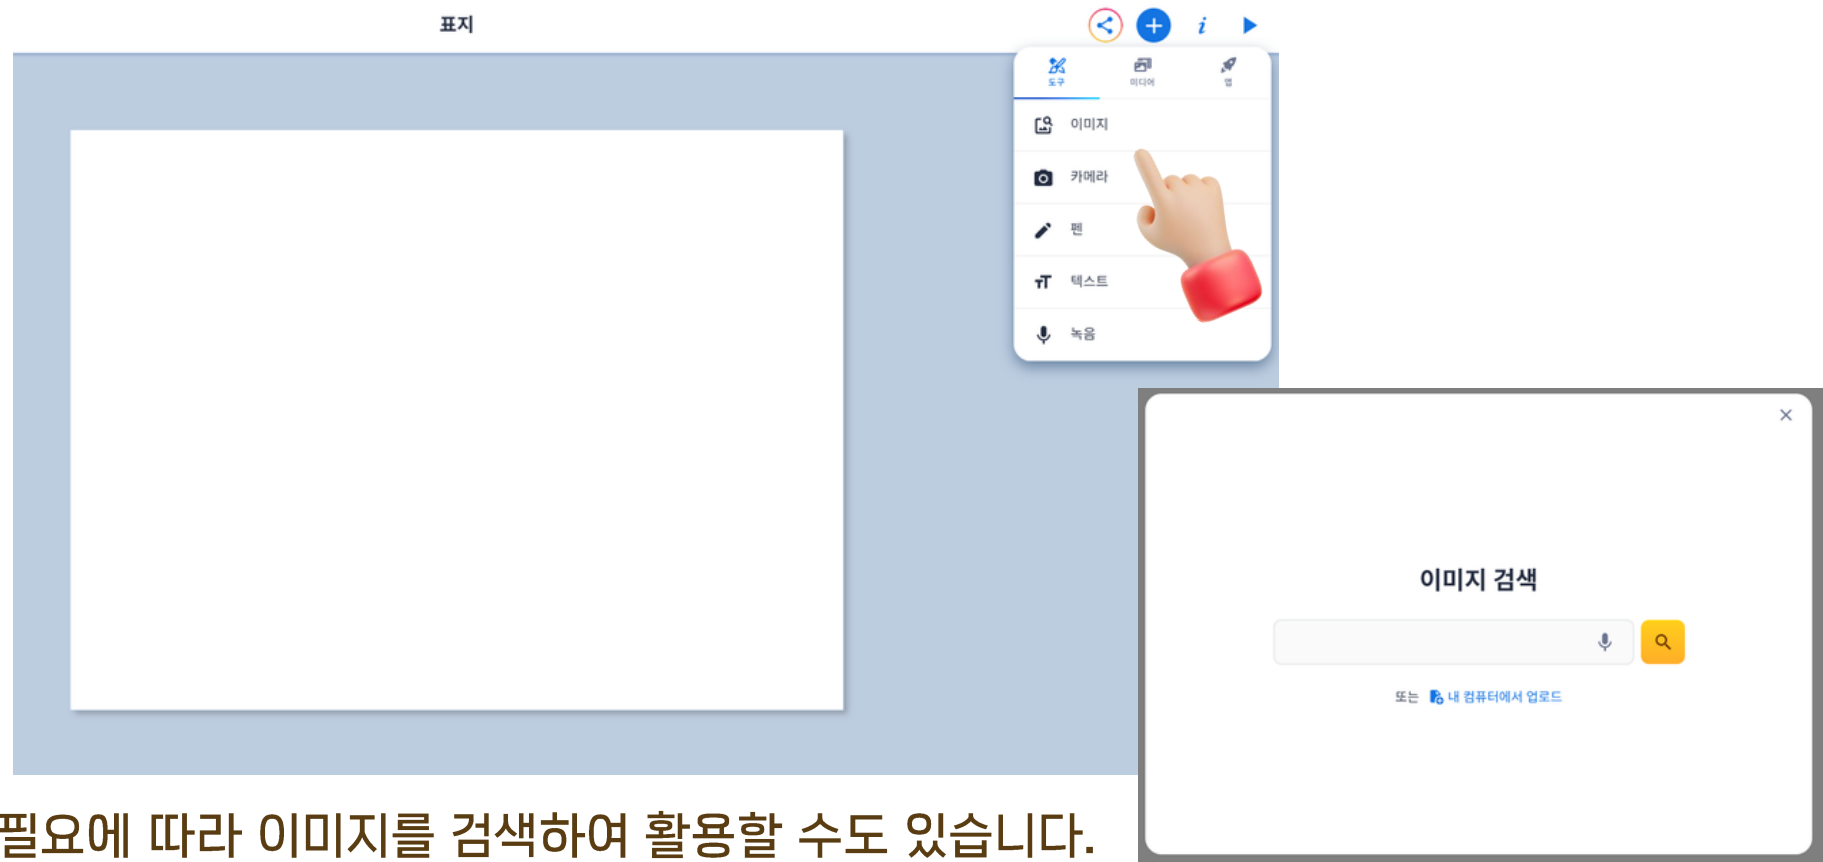 표지
도구
미디어
앱
이미지
카메라
펜
텍스트
녹음
이미지 검색
또는 내 컴퓨터에서 업로드
필요에 따라 이미지를 검색하여 활용할 수도 있습니다.